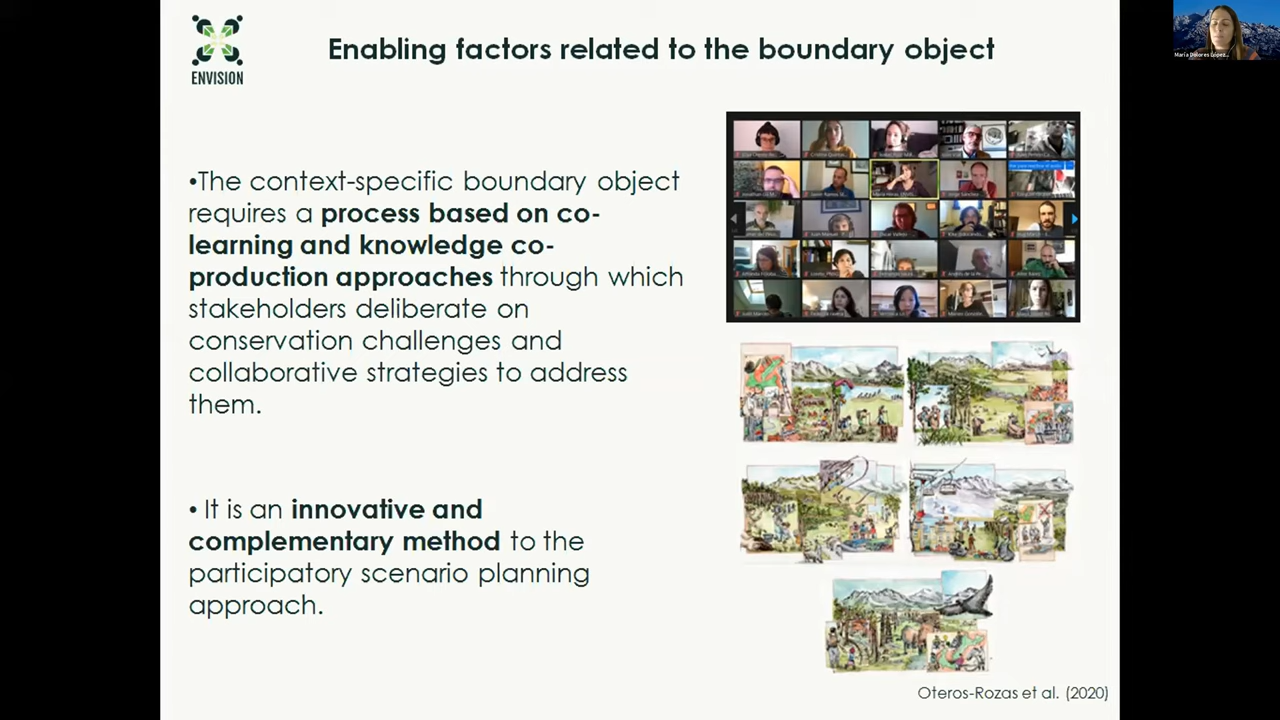 ENVISION
Enabling factors related to the boundary object
•The context-specific boundary object
requires a process based on co-
learning and knowledge co-
production approaches through which
stakeholders deliberate on
conservation challenges and
collaborative strategies to address
them.
• It is an innovative and
complementary method to the
participatory scenario planning
approach.
Oteros-Rozas et al. (2020)